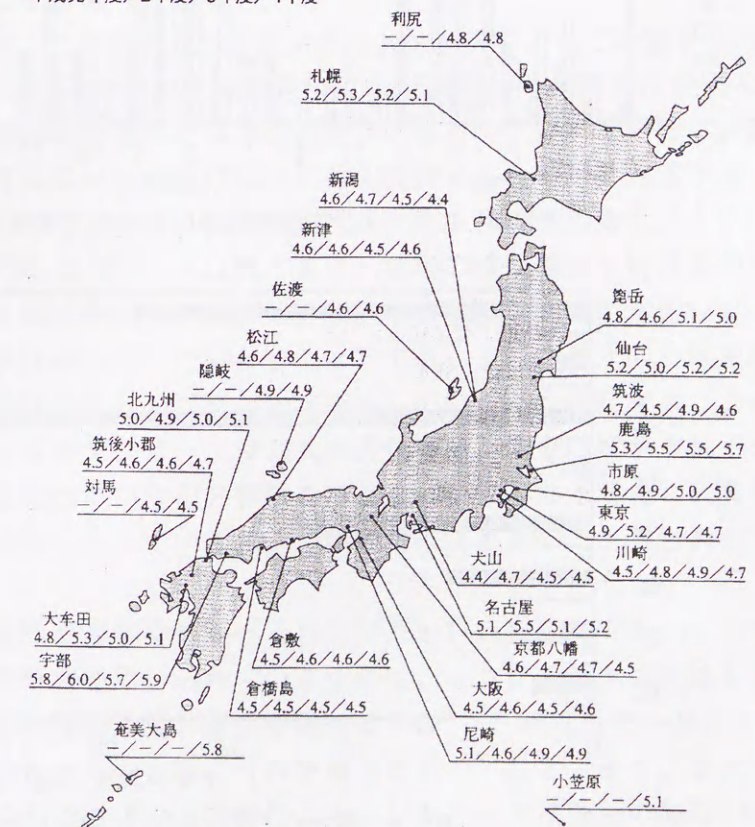 利尻
－／－／4.8／4.8
札幌
5.2／5.3／5.2／5.1
新潟
4.6／4.7／4.5／4.4
新津
4.6／4.6／4.5／4.6
佐渡
－／－／4.6／4.6
松江
4.6／4.8／4.7／4.7
隠岐
－／－／4.9／4.9
北九州
5.0／4.9／5.0／5.1
筑後小郡
4.5／4.6／4.6／4.7
対馬
－／－／4.5／4.5
箆岳
4.8／4.6／5.1／5.0
仙台
5.2／5.0／5.2／5.2
筑波
4.7／4.5／4.9／4.6
鹿島
5.3／5.5／5.5／5.7
市原
4.8／4.9／5.0／5.0
東京
4.9／5.2／4.7／4.7
川崎
4.5／4.8／4.9／4.7
犬山
4.4／4.7／4.5／4.5
名古屋
5.1／5.5／5.1／5.2
京都八幡
4.6／4.7／4.7／4.5
大阪
4.5／4.6／4.5／4.6
尼崎
5.1／4.6／4.9／4.9
大牟田
4.8／5.3／5.0／5.1
宇部
5.8／6.0／5.7／5.9
倉敷
4.5／4.6／4.6／4.6
倉橋島
4.5／4.5／4.5／4.5
奄美大島
－／－／－／5.8
小笠原
－／－／－／5.1